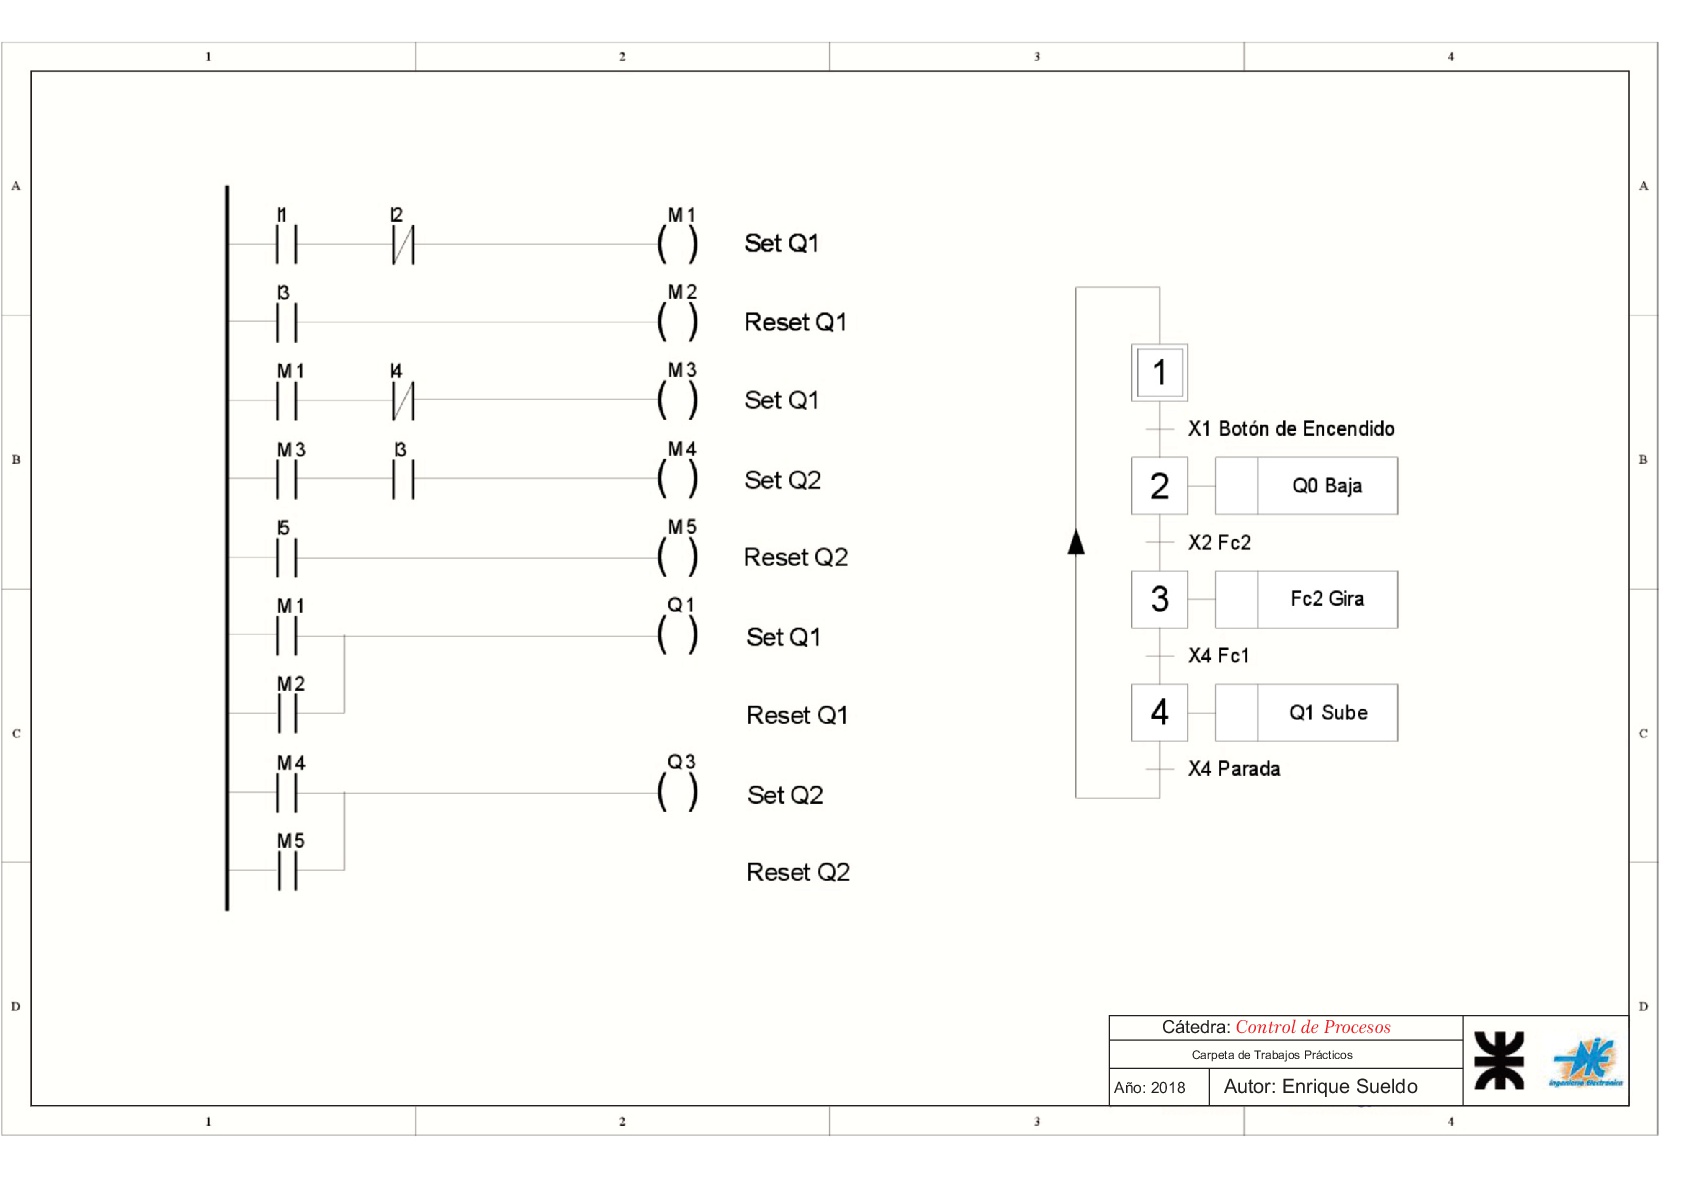 1 2 3 4
A A
I1 I2 M1
Set Q1
I3 M2
Reset Q1
M1 I4 M3
Set Q1
B B
M3 I3 M4
Set Q2
I5 M5
Reset Q2
M1 Q1
Set Q1
M2
Reset Q1
C C
M4 Q3
Set Q2
M5
Reset Q2
1
X1 Botón de Encendido
2 Q0 Baja
X2 Fc2
3 Fc2 Gira
X4 Fc1
4 Q1 Sube
X4 Parada
D D
Cátedra: Control de Procesos
Carpeta de Trabajos Prácticos
Año: 2018 Autor: Enrique Sueldo
Ingeniería Electrónica
1 2 3 4